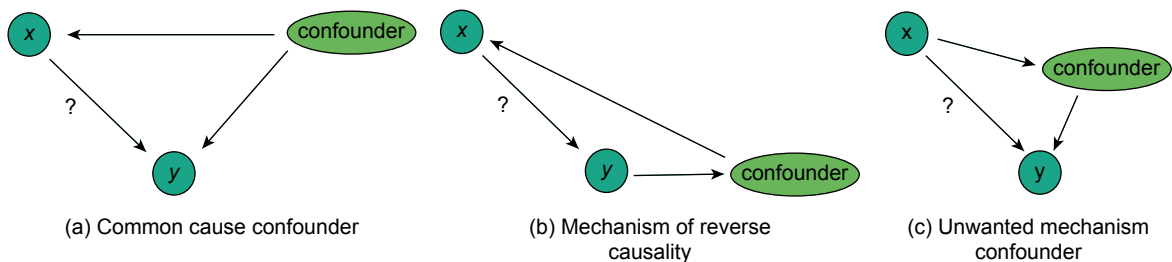 x
confounder
?
y
(a) Common cause confounder
x
?
y
confounder
(b) Mechanism of reverse
causality
x
confounder
?
y
(c) Unwanted mechanism
confounder